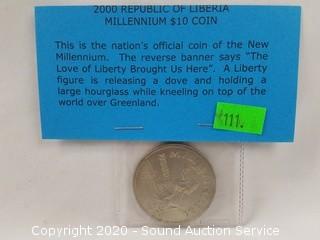 2000 REPUBLIC OF LIBERIA
MILLENNIUM $10 COIN
This is the nation's official coin of the New
Millennium. The reverse banner says "The
Love of Liberty Brought Us Here". A Liberty
figure is releasing a dove and holding a
large hourglass while kneeling on top of the
world over Greenland.
111.
Copyright 2020 - Sound Auction Service